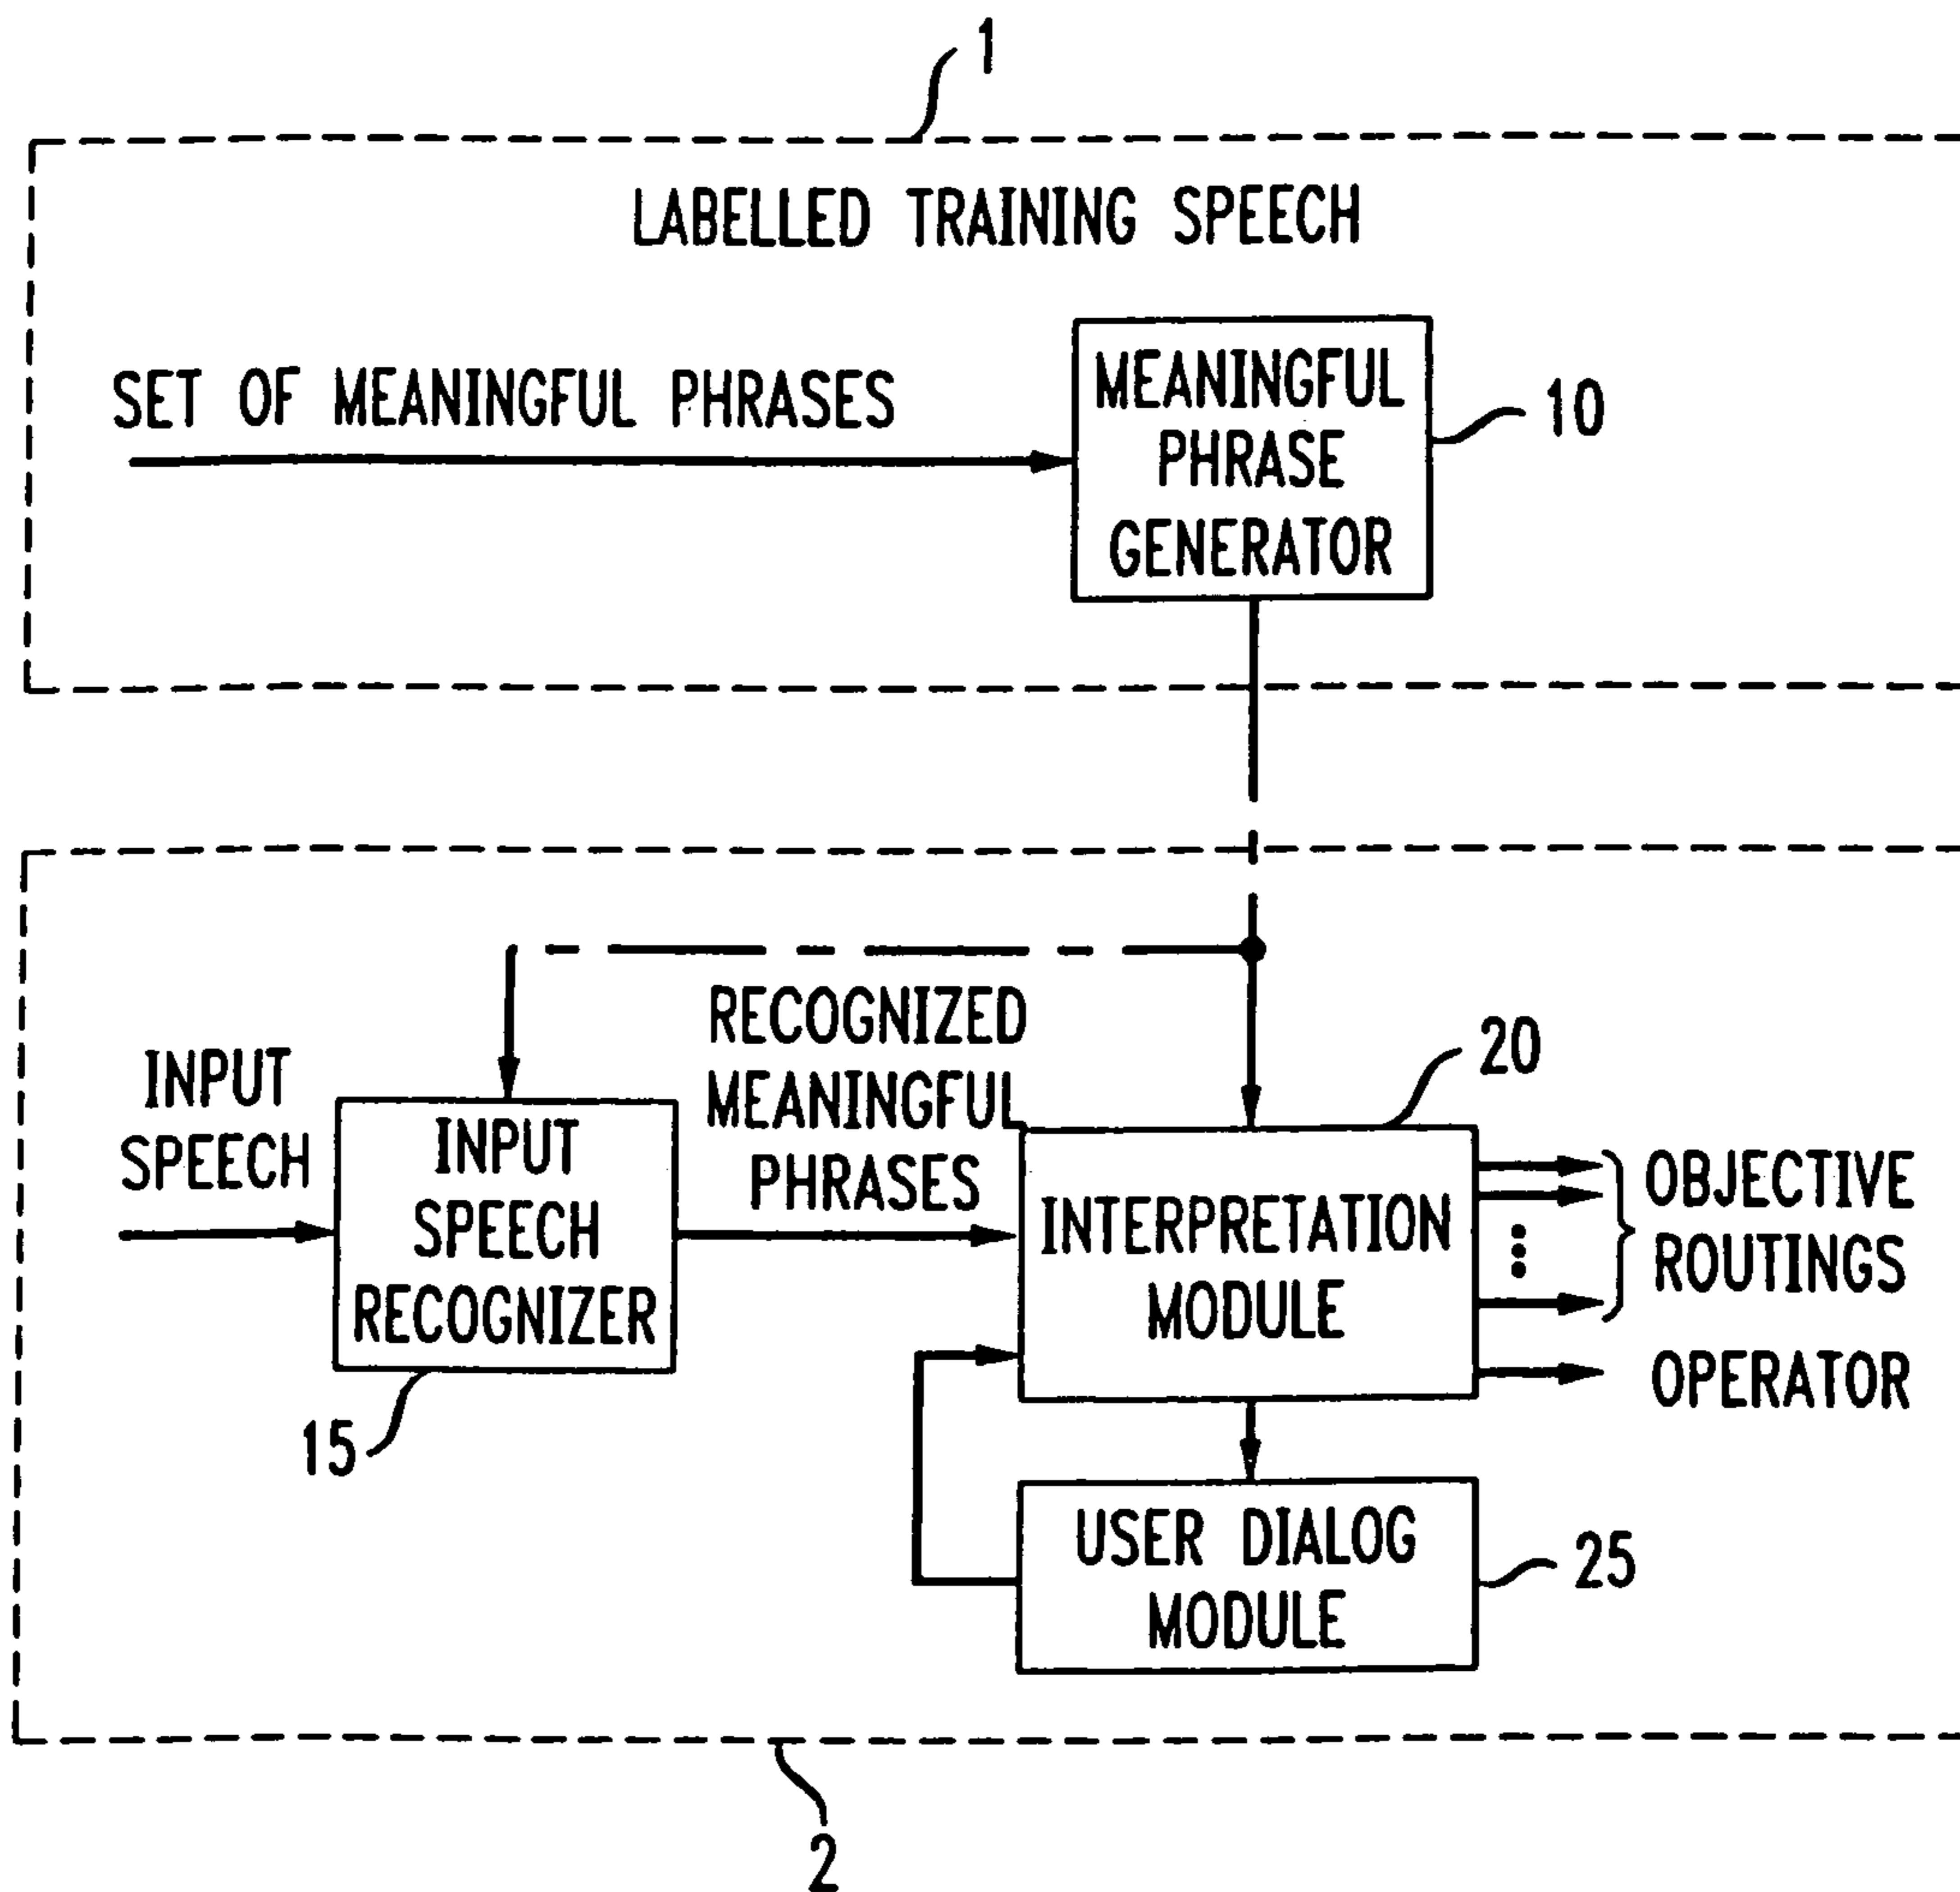 1
LABELLED TRAINING SPEECH
SET OF MEANINGFUL PHRASES
MEANINGFUL
PHRASE
GENERATOR
10
RECOGNIZED
MEANINGFUL
PHRASES
INPUT
SPEECH
INPUT
SPEECH
RECOGNIZER
15
20
INTERPRETATION
MODULE
OBJECTIVE
ROUTINGS
OPERATOR
USER DIALOG
MODULE
25
2